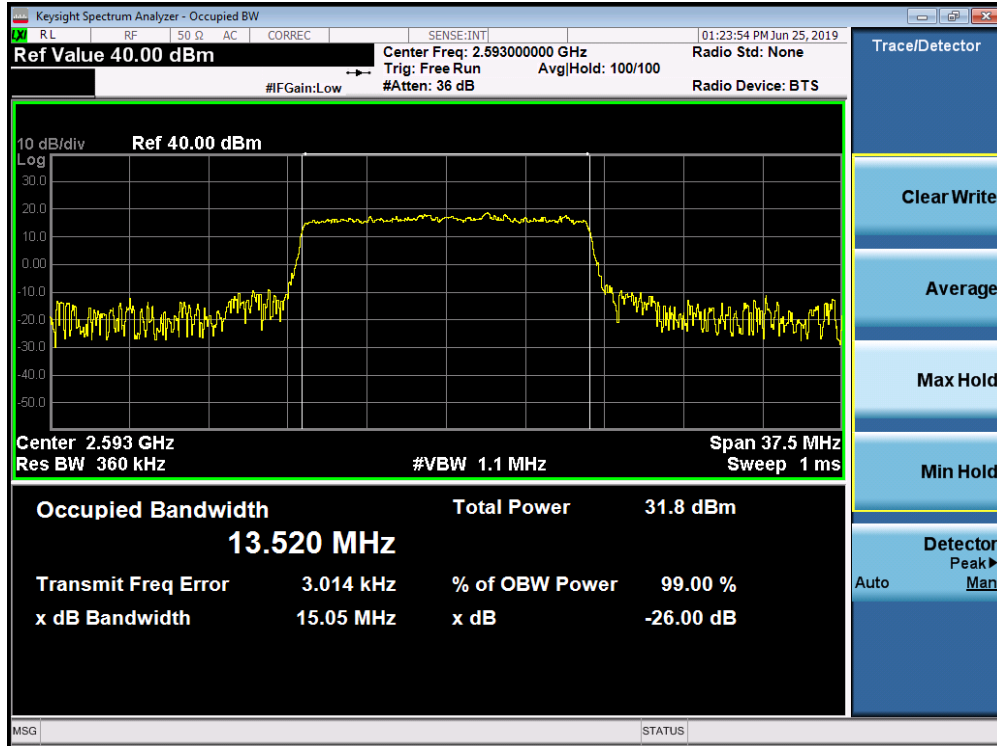 Keysight Spectrum Analyzer - Occupied BW
LXI RL RF 50 Ω AC CORREC SENSE:INT 01:23:54 PM Jun 25, 2019
Ref Value 40.00 dBm
Center Freq: 2.593000000 GHz
Radio Std: None
Trig: Free Run Avg|Hold: 100/100
#IFGain:Low #Atten: 36 dB
Radio Device: BTS
10 dB/div Ref 40.00 dBm
Log
30.0
20.0
10.0
0.00
-10.0
-20.0
-30.0
-40.0
-50.0
Center 2.593 GHz Span 37.5 MHz
Res BW 360 kHz #VBW 1.1 MHz Sweep 1 ms
Occupied Bandwidth Total Power 31.8 dBm
13.520 MHz
Transmit Freq Error 3.014 kHz % of OBW Power 99.00 %
x dB Bandwidth 15.05 MHz x dB -26.00 dB
MSG STATUS
Trace/Detector
Clear Write
Average
Max Hold
Min Hold
Detector
Peak▶
Auto Man